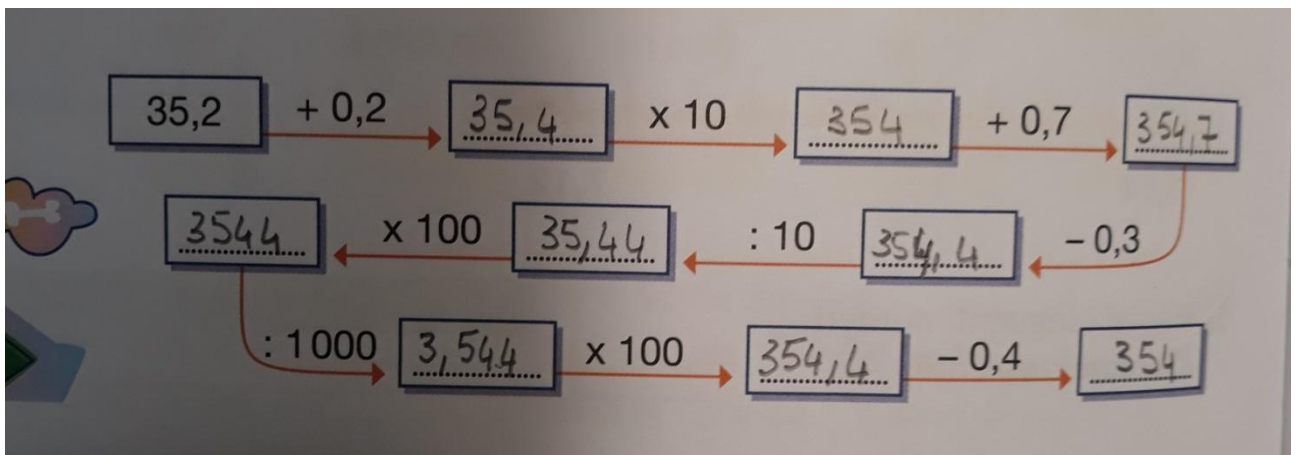 35,2 + 0,2 35,4 x 10 354 + 0,7 354,7
3544 x 100 35,44 : 10 354,4 – 0,3
: 1000 3,544 x 100 354,4 – 0,4 354